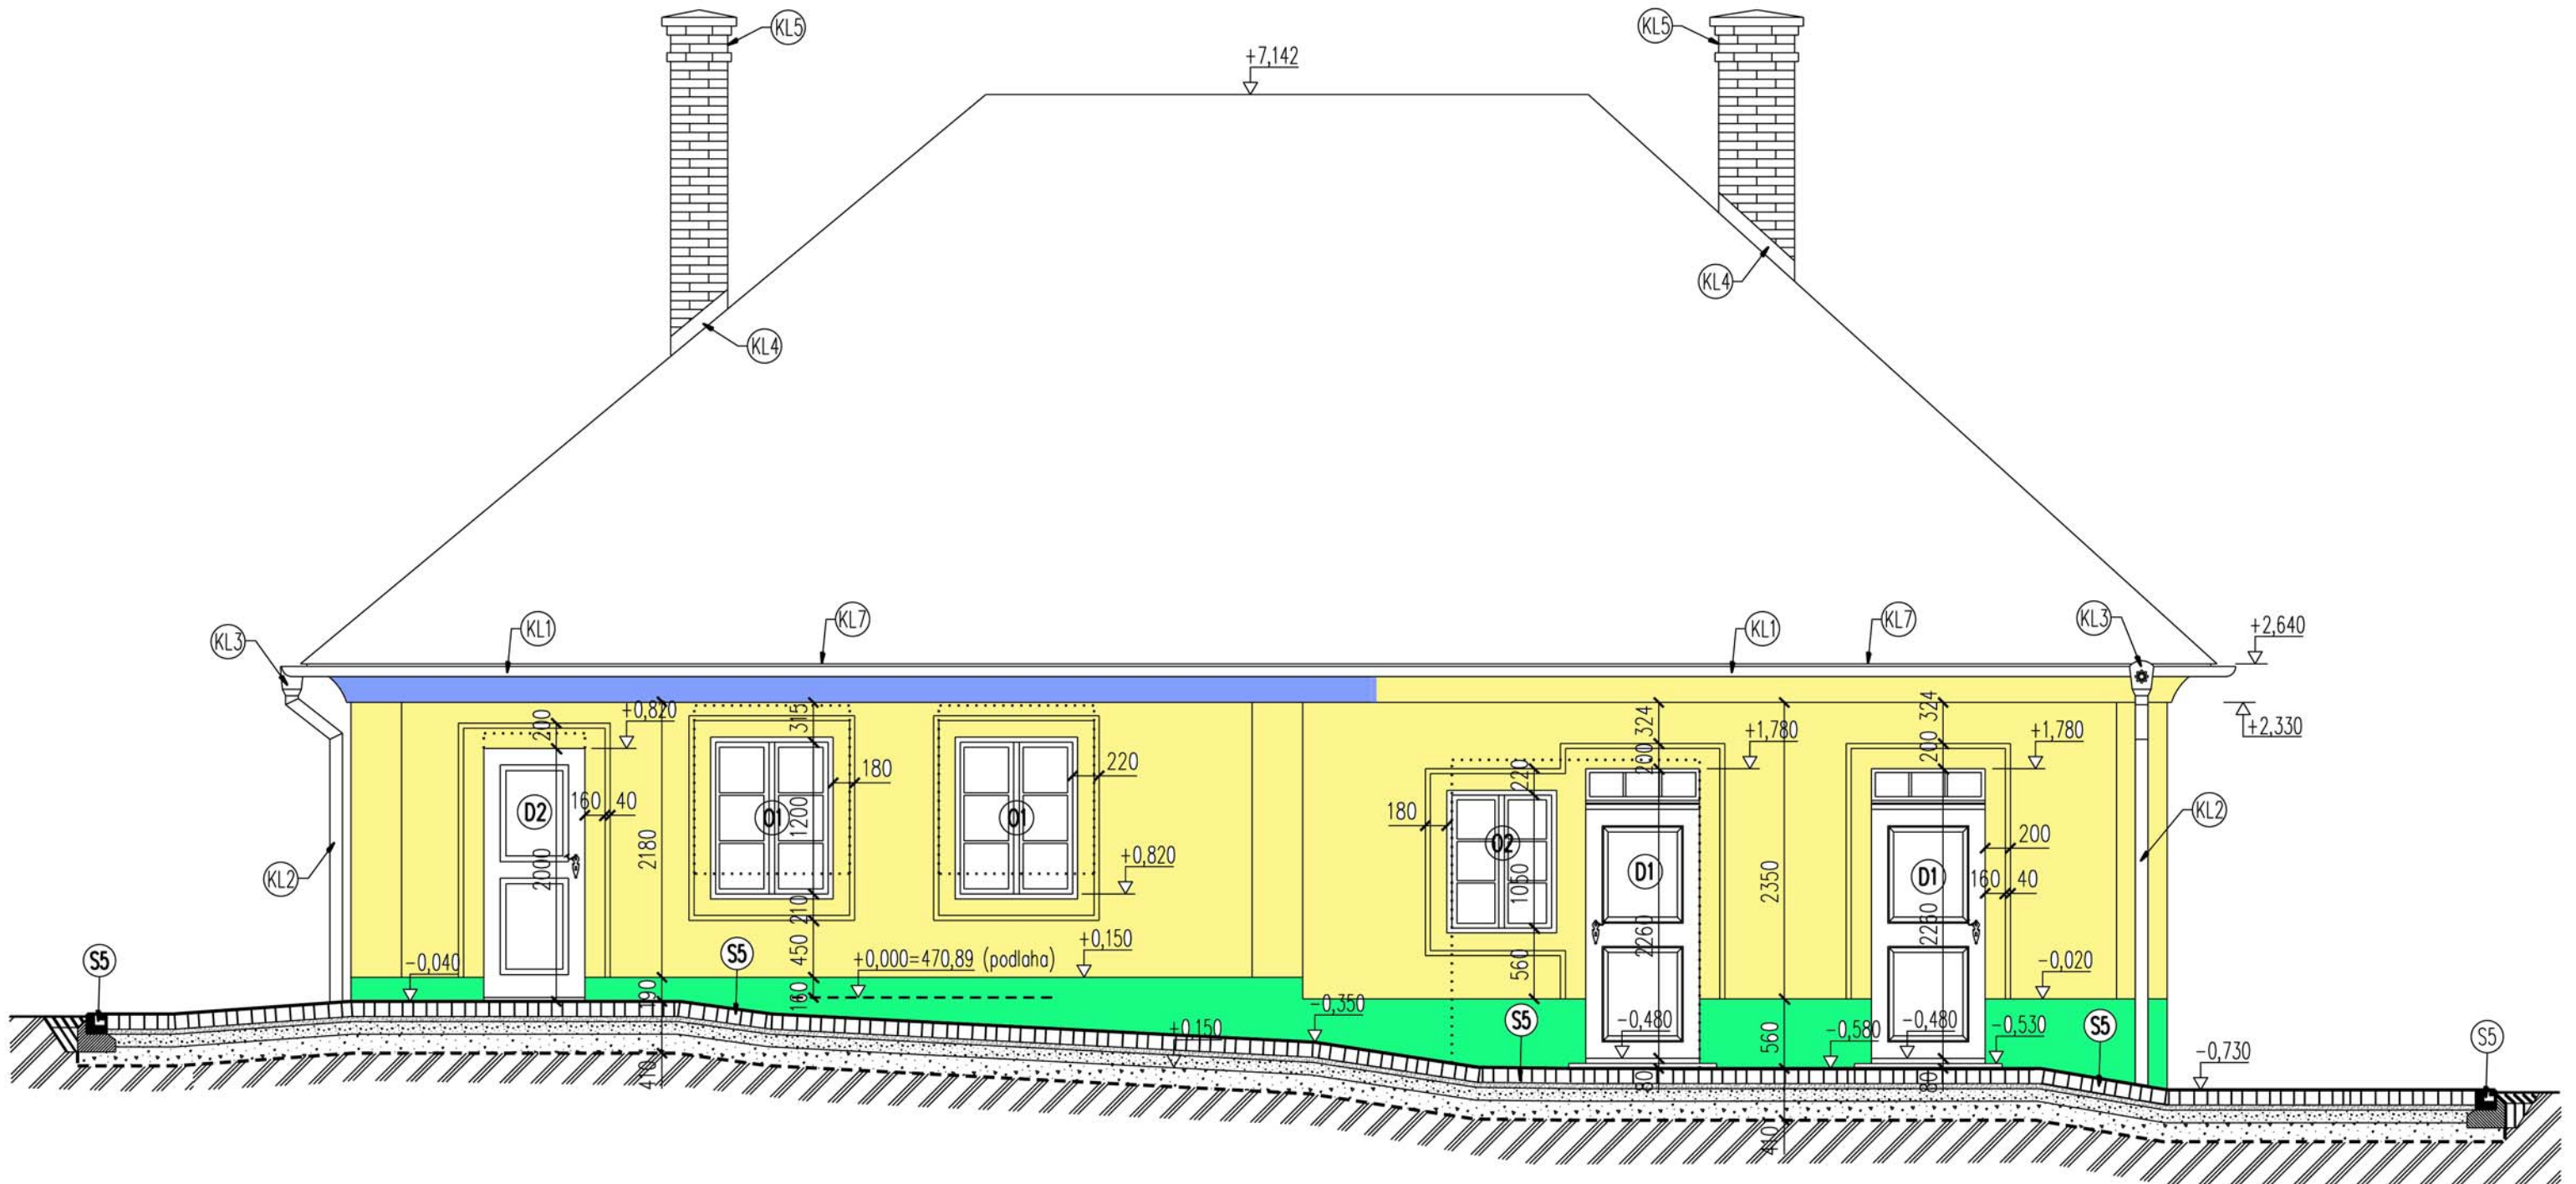 KL5
KL5
+7,142
KL4
KL4
KL3
KL1
KL7
KL1
KL7
KL3
+2,640
+2,330
200
+0,820
315
324
200
+1,780
324
200
+1,780
D2
160
40
2000
2180
O1
1200
180
O1
220
+0,820
210
450
180
O2
220
1050
560
D1
2260
2350
D1
2260
200
160
40
KL2
KL2
S5
-0,040
190
S5
160
+0,000=470,89 (podlaha)
+0,150
-0,350
+0,150
S5
-0,480
80
560
-0,580
-0,480
80
-0,530
-0,020
S5
-0,730
S5
410
410